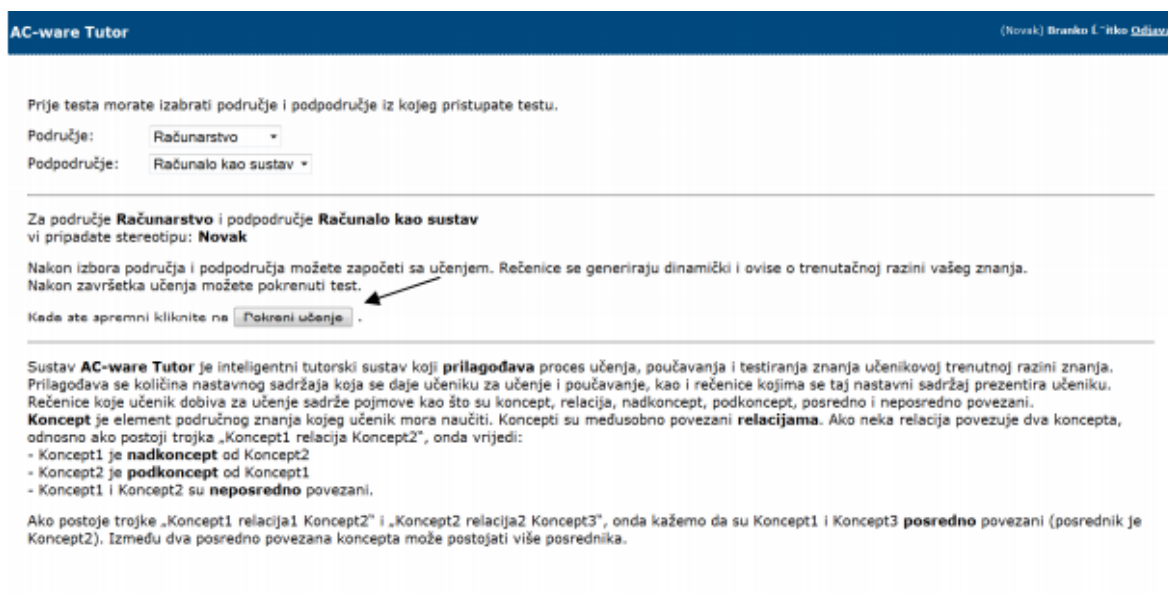 AC-ware Tutor
(Novak) Branko Odjava
Prije testa morate izabrati područje i podpodručje iz kojeg pristupate testu.
Područje: Računarstvo
Podpodručje: Računalo kao sustav
Za područje Računarstvo i podpodručje Računalo kao sustav
vi pripadate stereotipu: Novak
Nakon izbora područja i podpodručja možete započeti sa učenjem. Rečenice se generiraju dinamički i ovise o trenutačnoj razini vašeg znanja.
Nakon završetka učenja možete pokrenuti test.
Kada ste spremni kliknite na Pokreni učenje .
Sustav AC-ware Tutor je inteligentni tutorski sustav koji prilagođava proces učenja, poučavanja i testiranja znanja učenikovoj trenutnoj razini znanja.
Prilagođava se količina nastavnog sadržaja koja se daje učeniku za učenje i poučavanje, kao i rečenice kojima se taj nastavni sadržaj prezentira učeniku.
Rečenice koje učenik dobiva za učenje sadrže pojmove kao što su koncept, relacija, nadkoncept, podkoncept, posredno i neposredno povezani.
Koncept je element područnog znanja kojeg učenik mora naučiti. Koncepti su međusobno povezani relacijama. Ako neka relacija povezuje dva koncepta,
odnosno ako postoji trojka „Koncept1 relacija Koncept2", onda vrijedi:
- Koncept1 je nadkoncept od Koncept2
- Koncept2 je podkoncept od Koncept1
- Koncept1 i Koncept2 su neposredno povezani.
Ako postoje trojke „Koncept1 relacija1 Koncept2" i „Koncept2 relacija2 Koncept3", onda kažemo da su Koncept1 i Koncept3 posredno povezani (posrednik je
Koncept2). Između dva posredno povezana koncepta može postojati više posrednika.